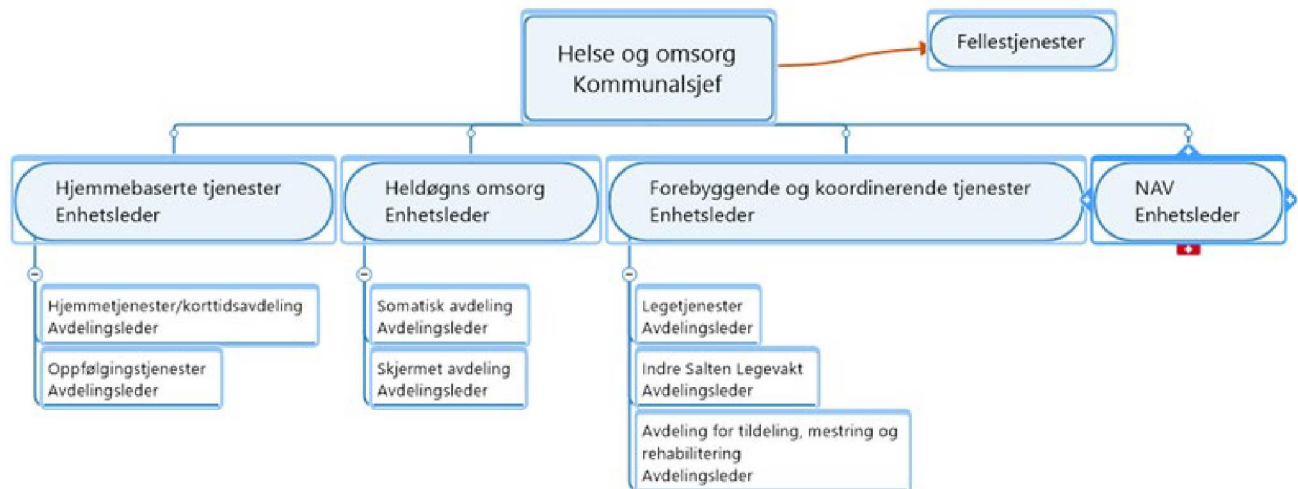 Helse og omsorg
Kommunalsjef
Fellestjenester
Hjemmebaserte tjenester
Enhetsleder
Heldøgns omsorg
Enhetsleder
Forebyggende og koordinerende tjenester
Enhetsleder
NAV
Enhetsleder
Hjemmetjenester/korttidsavdeling
Avdelingsleder
Oppfølgingstjenester
Avdelingsleder
Somatisk avdeling
Avdelingsleder
Skjermet avdeling
Avdelingsleder
Legetjenester
Avdelingsleder
Indre Salten Legevakt
Avdelingsleder
Avdeling for tildeling, mestring og
rehabilitering
Avdelingsleder